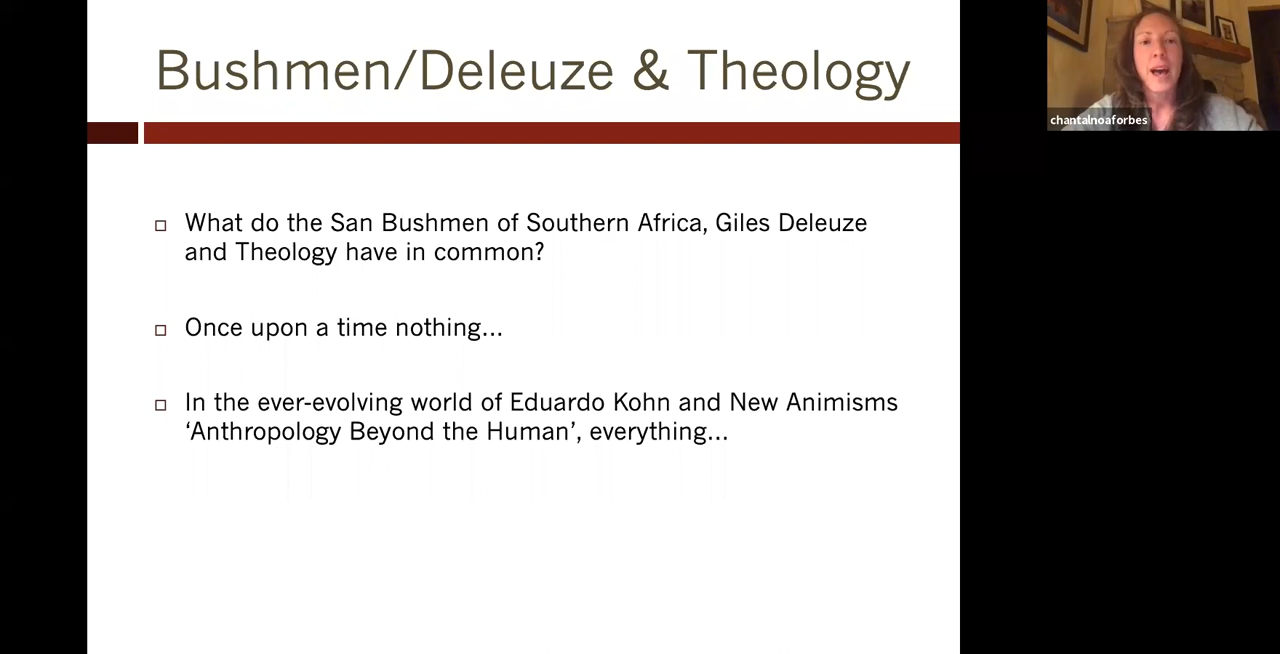 Bushmen/Deleuze & Theology
chantalnoaforbes
What do the San Bushmen of Southern Africa, Giles Deleuze
and Theology have in common?
Once upon a time nothing...
In the ever-evolving world of Eduardo Kohn and New Animisms
‘Anthropology Beyond the Human’, everything...